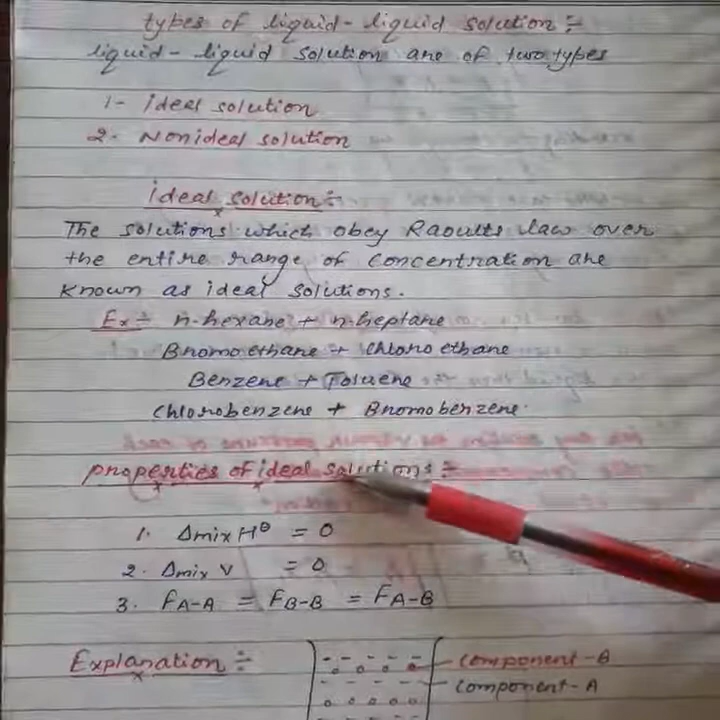 types of liquid-liquid solution :-
liquid-liquid solution are of two types
1- ideal solution
2- Nonideal solution
ideal solution :-
The solutions which obey Raoults law over
the entire range of concentration are
known as ideal solutions.
Ex :- n-hexane + n-heptane
Bromoethane + chloroethane
Benzene + Toluene
chlorobenzene + Bromobenzene.
properties of ideal solutions :-
1. ΔmixH⊖ = 0
2. Δmix V = 0
3. FA-A = FB-B = FA-B
Explanation :-
component-B
component-A